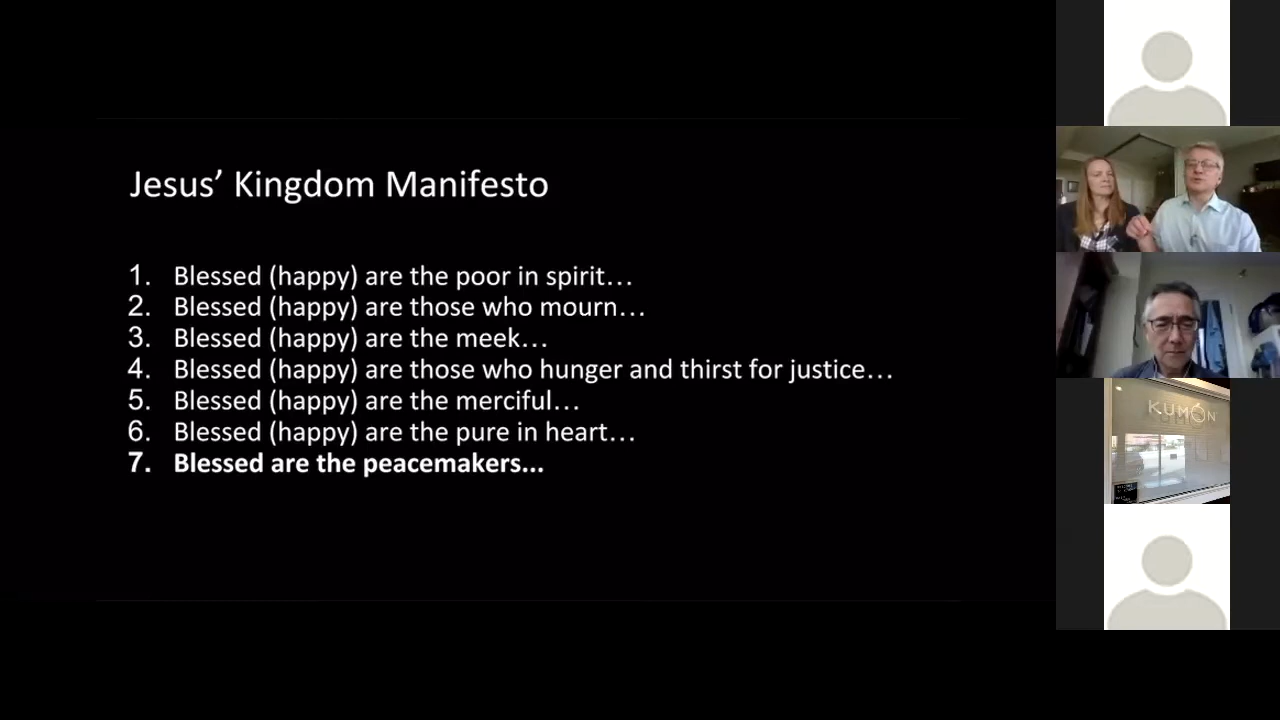 Jesus’ Kingdom Manifesto
1. Blessed (happy) are the poor in spirit…
2. Blessed (happy) are those who mourn…
3. Blessed (happy) are the meek…
4. Blessed (happy) are those who hunger and thirst for justice…
5. Blessed (happy) are the merciful…
6. Blessed (happy) are the pure in heart…
7. Blessed are the peacemakers...
KUMON